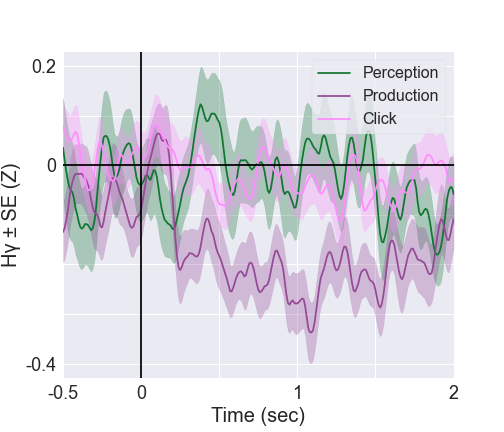 Hγ ± SE (Z)
0.2
0
-0.4
Perception
Production
Click
-0.5
0
1
2
Time (sec)